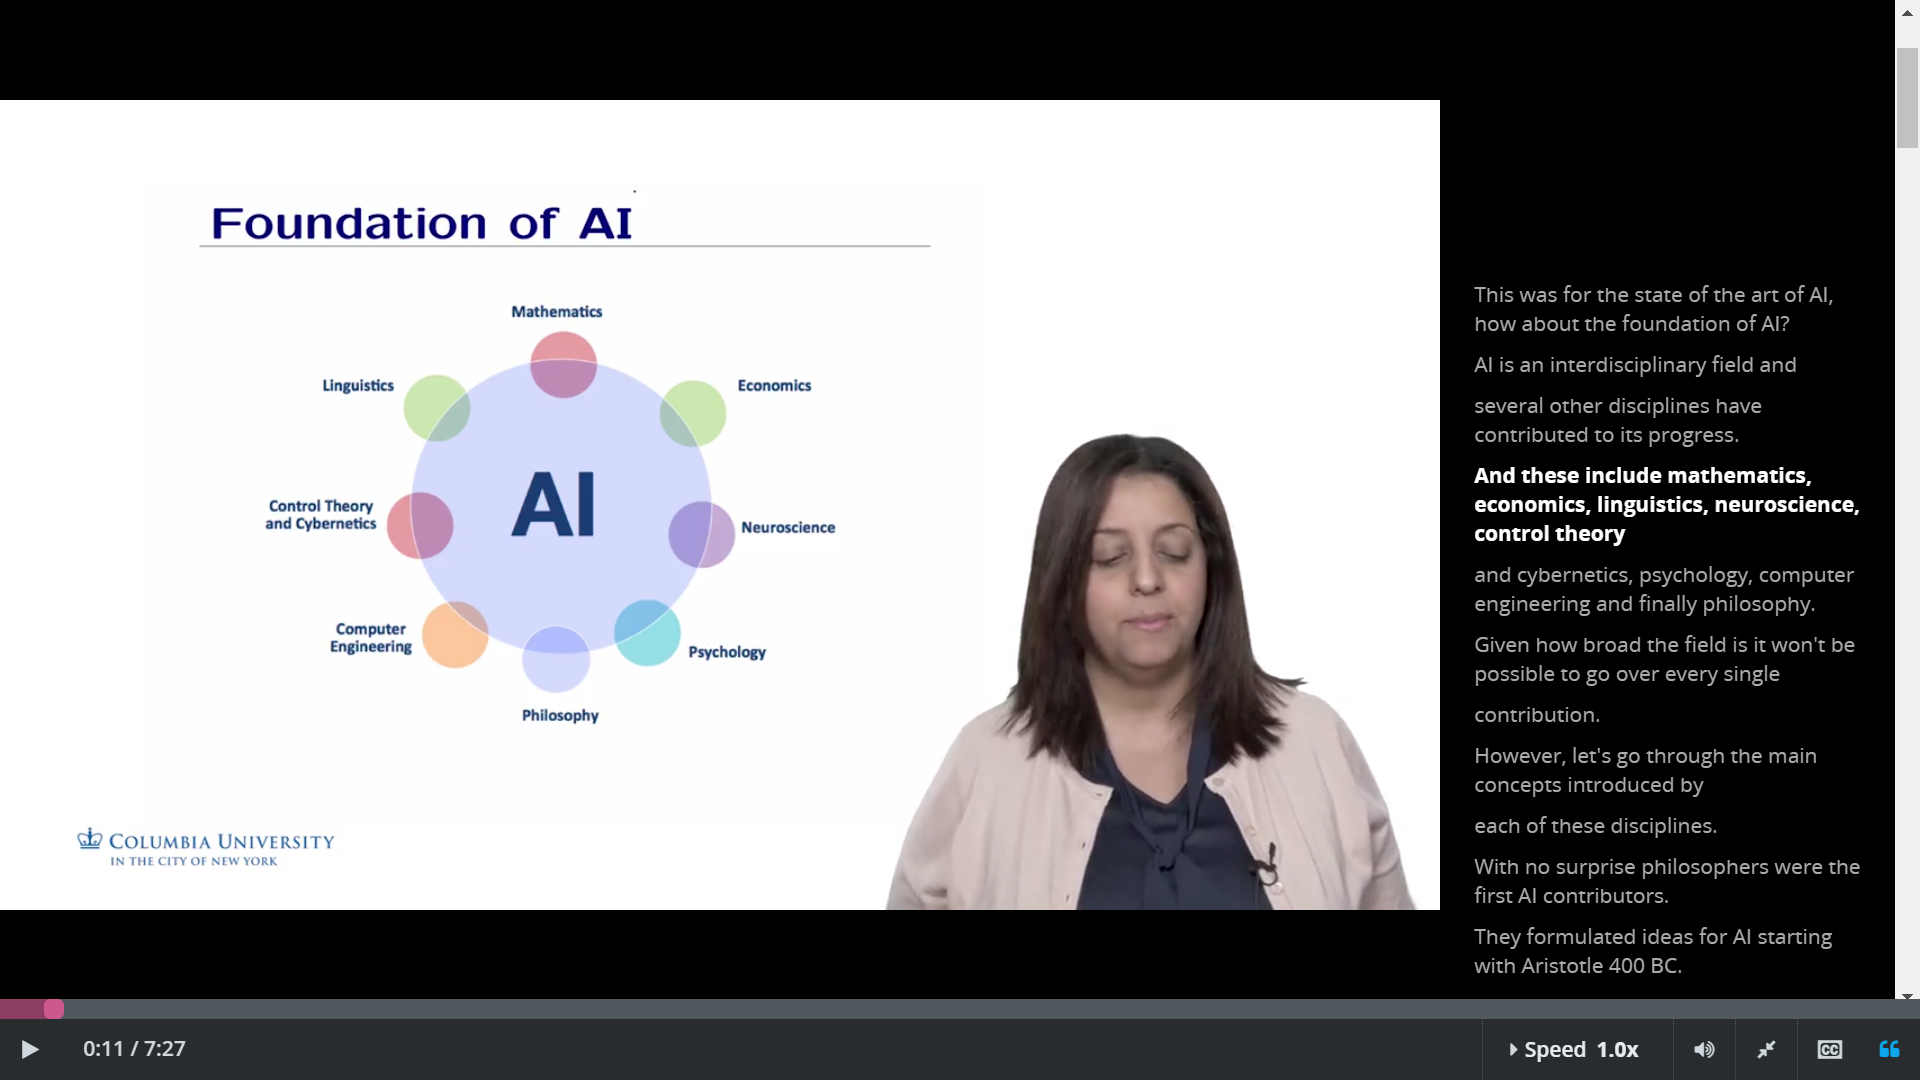 Foundation of AI
Mathematics
Linguistics
Economics
Control Theory
and Cybernetics
AI
Neuroscience
Computer
Engineering
Psychology
Philosophy
COLUMBIA UNIVERSITY
IN THE CITY OF NEW YORK
This was for the state of the art of AI,
how about the foundation of AI?
AI is an interdisciplinary field and
several other disciplines have
contributed to its progress.
And these include mathematics,
economics, linguistics, neuroscience,
control theory
and cybernetics, psychology, computer
engineering and finally philosophy.
Given how broad the field is it won't be
possible to go over every single
contribution.
However, let's go through the main
concepts introduced by
each of these disciplines.
With no surprise philosophers were the
first AI contributors.
They formulated ideas for AI starting
with Aristotle 400 BC.
0:11 / 7:27
Speed 1.0x
CC